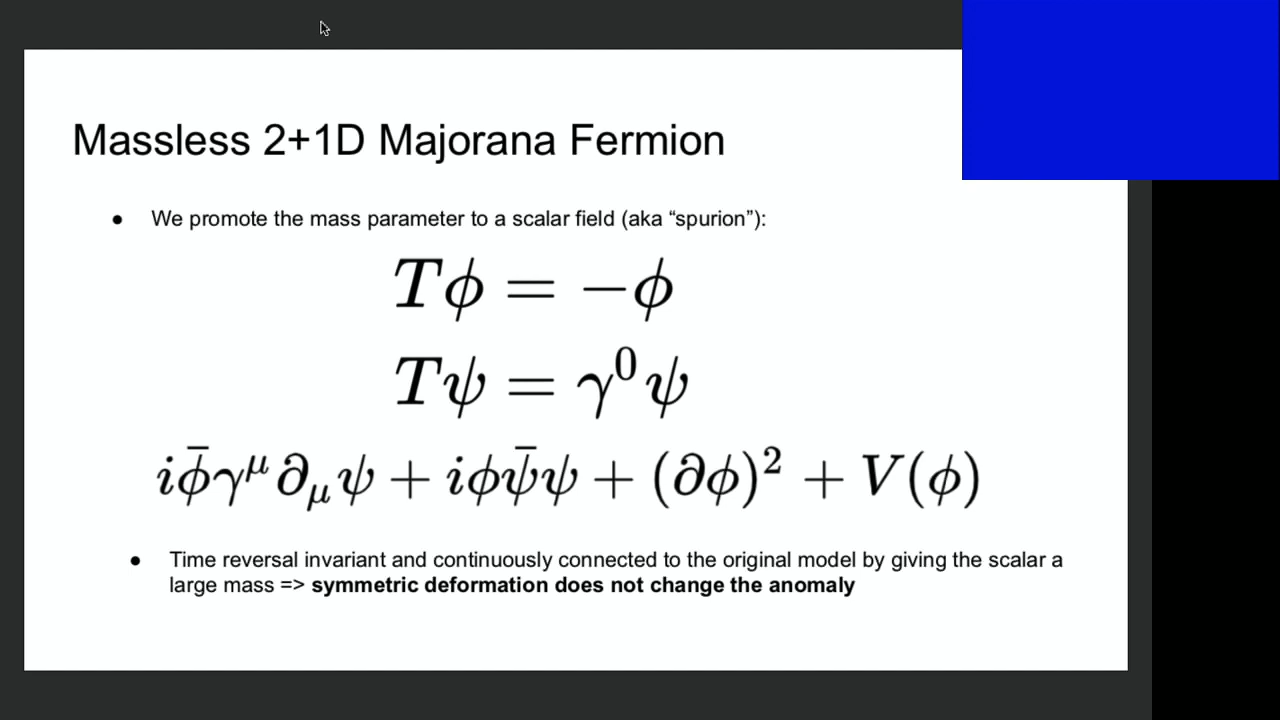 Massless 2+1D Majorana Fermion
● We promote the mass parameter to a scalar field (aka “spurion”):
Tϕ = −ϕ
Tψ = γ⁰ψ
iϕ̄γ^μ∂_μψ + iϕψ̄ψ + (∂ϕ)² + V(ϕ)
● Time reversal invariant and continuously connected to the original model by giving the scalar a
large mass => symmetric deformation does not change the anomaly